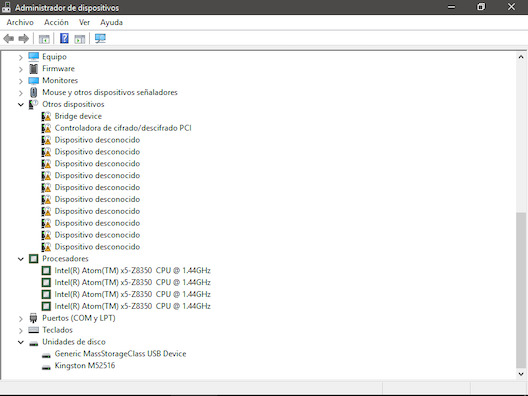 Administrador de dispositivos
Archivo Acción Ver Ayuda
Equipo
Firmware
Monitores
Mouse y otros dispositivos señaladores
Otros dispositivos
Bridge device
Controladora de cifrado/descifrado PCI
Dispositivo desconocido
Dispositivo desconocido
Dispositivo desconocido
Dispositivo desconocido
Dispositivo desconocido
Dispositivo desconocido
Dispositivo desconocido
Dispositivo desconocido
Dispositivo desconocido
Dispositivo desconocido
Procesadores
Intel(R) Atom(TM) x5-Z8350 CPU @ 1.44GHz
Intel(R) Atom(TM) x5-Z8350 CPU @ 1.44GHz
Intel(R) Atom(TM) x5-Z8350 CPU @ 1.44GHz
Intel(R) Atom(TM) x5-Z8350 CPU @ 1.44GHz
Puertos (COM y LPT)
Teclados
Unidades de disco
Generic MassStorageClass USB Device
Kingston M52516